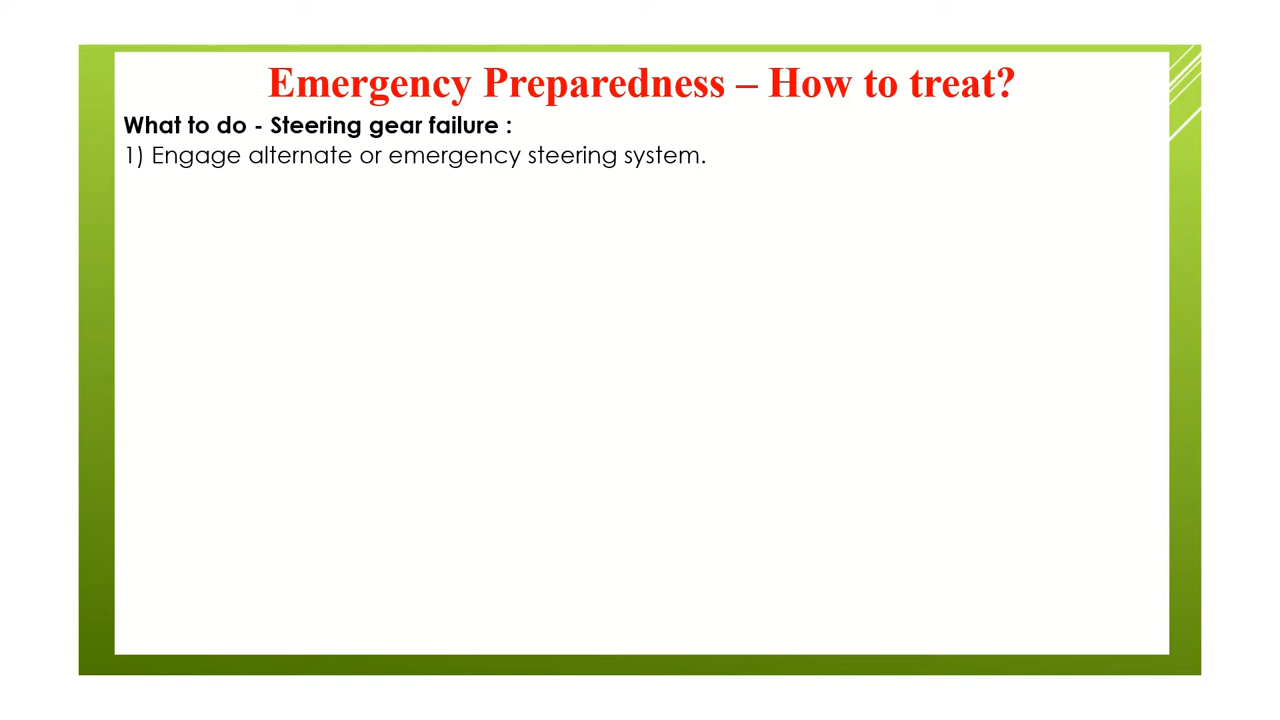 Emergency Preparedness – How to treat?
What to do - Steering gear failure :
1) Engage alternate or emergency steering system.